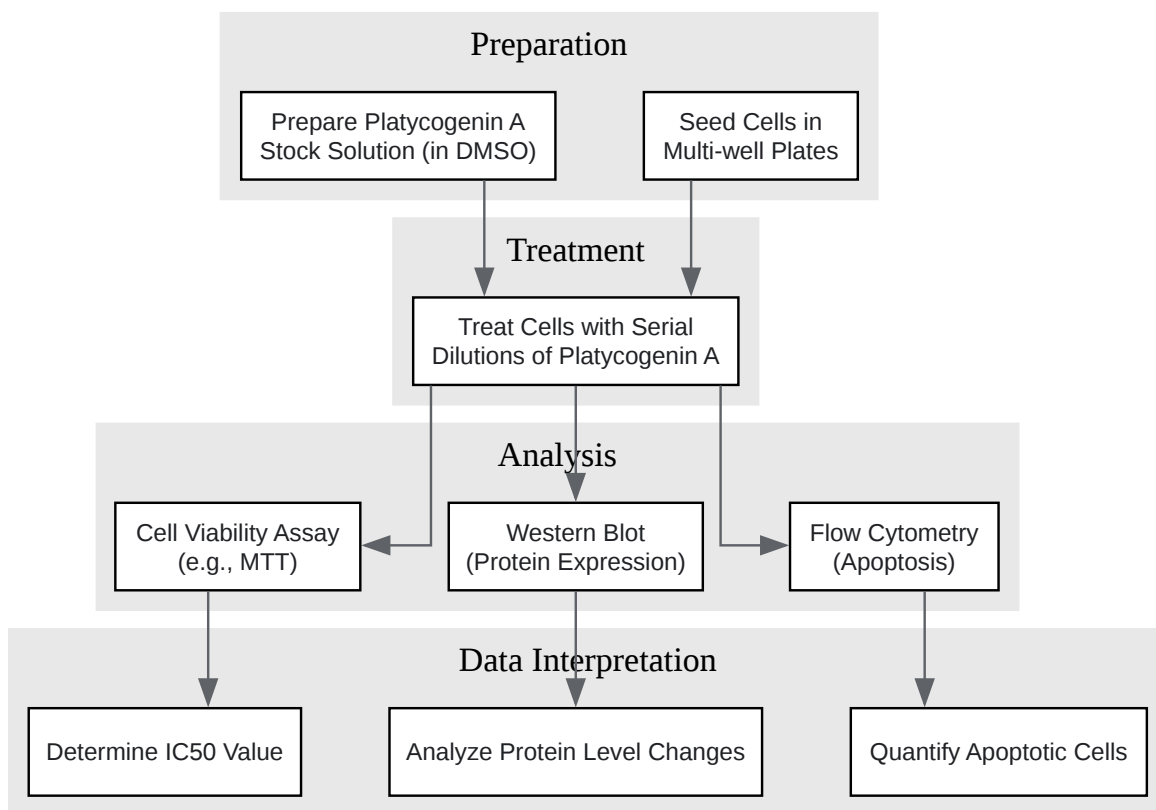 Preparation
Prepare Platycogenin A
Stock Solution (in DMSO)
Seed Cells in
Multi-well Plates
Treatment
Treat Cells with Serial
Dilutions of Platycogenin A
Analysis
Cell Viability Assay
(e.g., MTT)
Western Blot
(Protein Expression)
Flow Cytometry
(Apoptosis)
Data Interpretation
Determine IC50 Value
Analyze Protein Level Changes
Quantify Apoptotic Cells